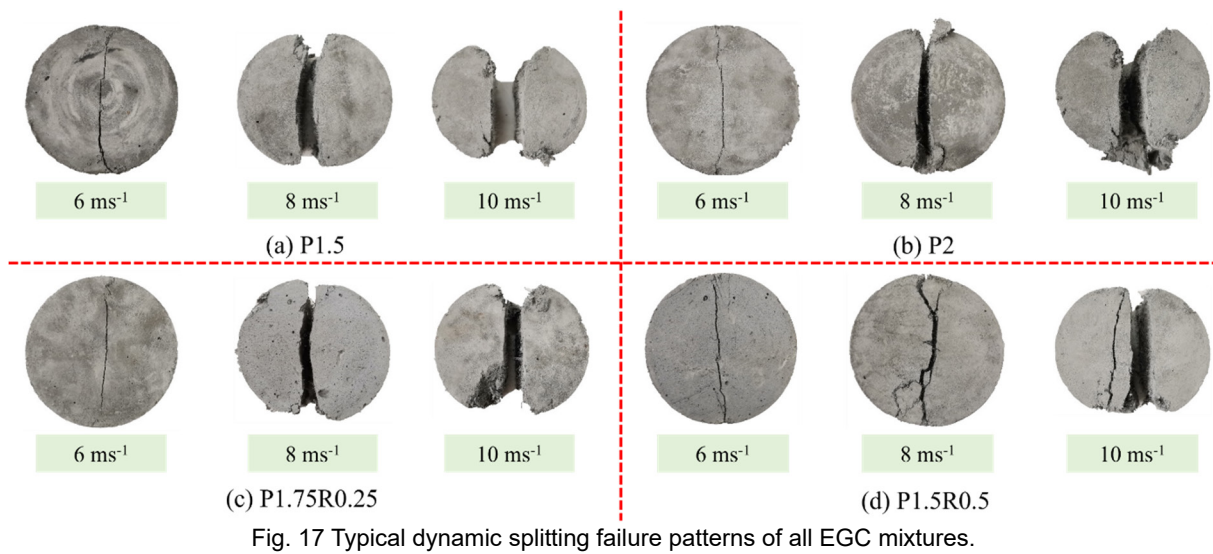 6 ms⁻¹
8 ms⁻¹
10 ms⁻¹
(a) P1.5
6 ms⁻¹
8 ms⁻¹
10 ms⁻¹
(b) P2
6 ms⁻¹
8 ms⁻¹
10 ms⁻¹
(c) P1.75R0.25
6 ms⁻¹
8 ms⁻¹
10 ms⁻¹
(d) P1.5R0.5
Fig. 17 Typical dynamic splitting failure patterns of all EGC mixtures.